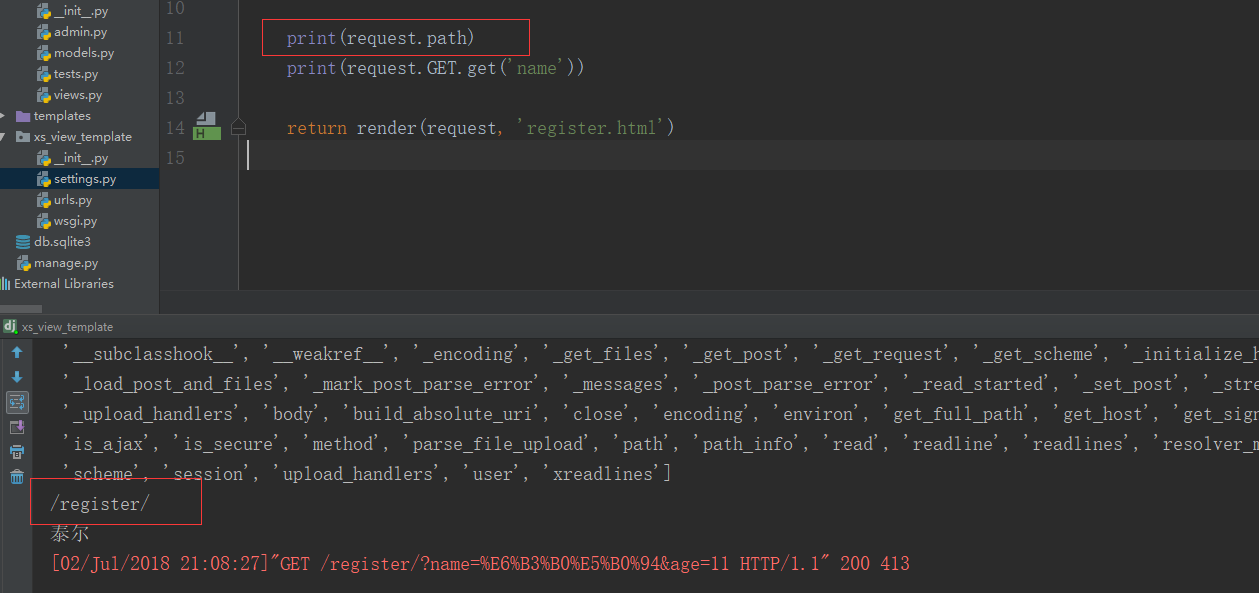 __init__.py
admin.py
models.py
tests.py
views.py
templates
xs_view_template
__init__.py
settings.py
urls.py
wsgi.py
db.sqlite3
manage.py
External Libraries
10
11 print(request.path)
12 print(request.GET.get('name'))
13
14 return render(request, 'register.html')
15
dj xs_view_template
'__subclasshook__', '__weakref__', '_encoding', '_get_files', '_get_post', '_get_request', '_get_scheme', '_initialize_h
'_load_post_and_files', '_mark_post_parse_error', '_messages', '_post_parse_error', '_read_started', '_set_post', '_stre
'_upload_handlers', 'body', 'build_absolute_uri', 'close', 'encoding', 'environ', 'get_full_path', 'get_host', 'get_sign
'is_ajax', 'is_secure', 'method', 'parse_file_upload', 'path', 'path_info', 'read', 'readline', 'readlines', 'resolver_m
'scheme', 'session', 'upload_handlers', 'user', 'xreadlines']
/register/
泰尔
[02/Jul/2018 21:08:27]"GET /register/?name=%E6%B3%B0%E5%B0%94&age=11 HTTP/1.1" 200 413